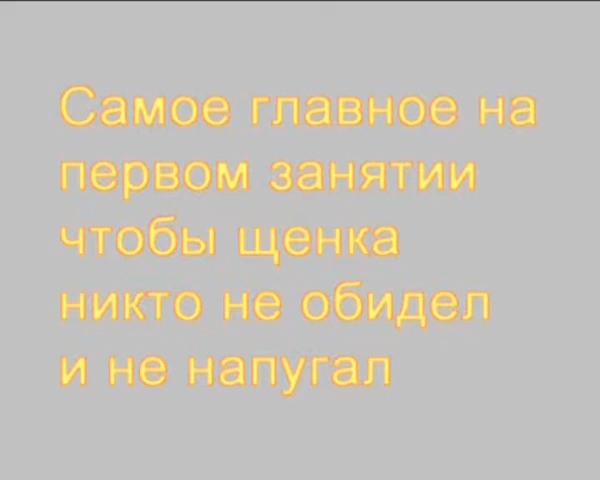 Самое главное на
первом занятии
чтобы щенка
никто не обидел
и не напугал